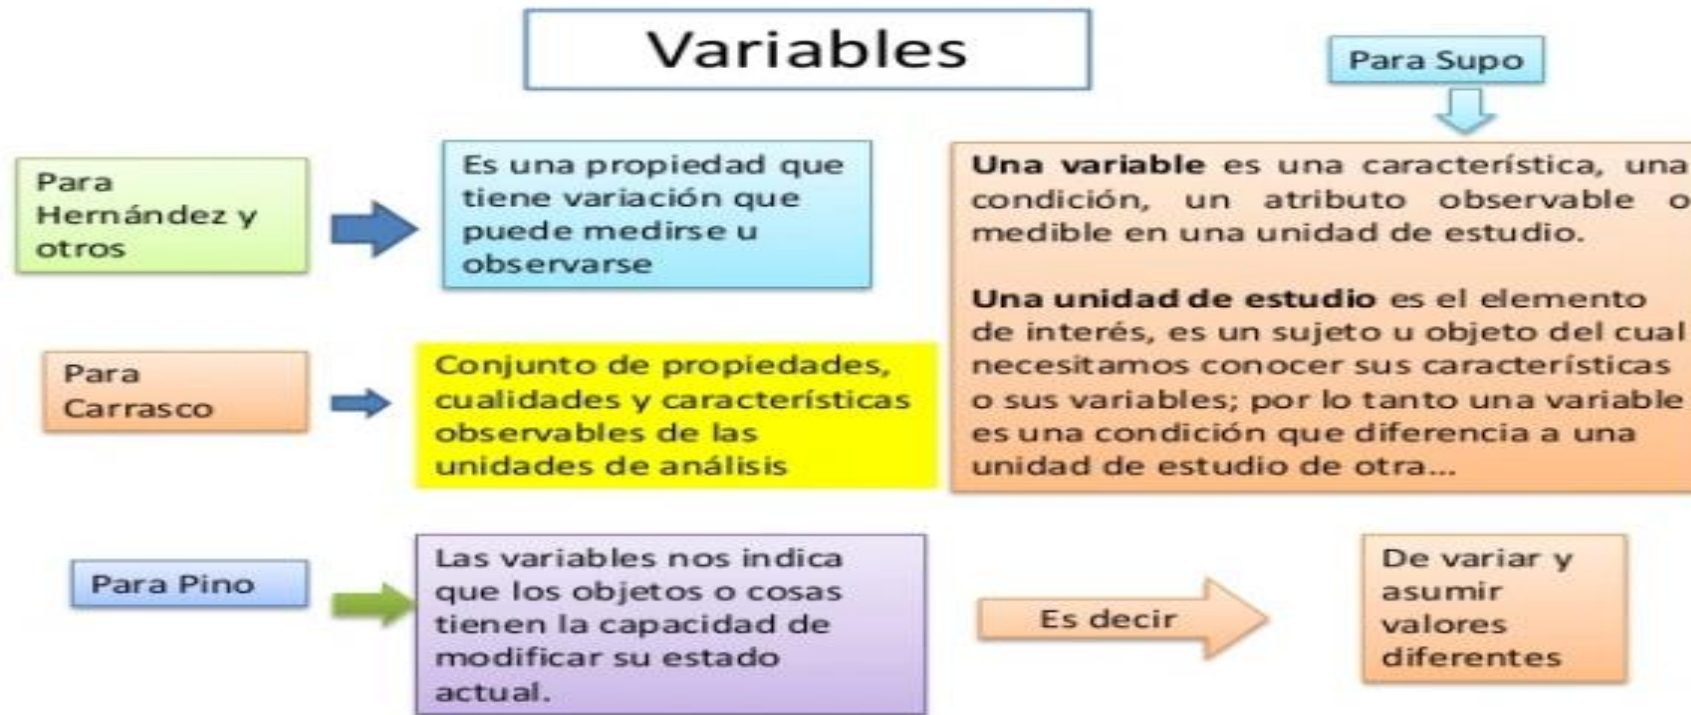 Variables
Para Supo
Para
Hernández y
otros
Es una propiedad que
tiene variación que
puede medirse u
observarse
Una variable es una característica, una
condición, un atributo observable o
medible en una unidad de estudio.
Una unidad de estudio es el elemento
de interés, es un sujeto u objeto del cual
necesitamos conocer sus características
o sus variables; por lo tanto una variable
es una condición que diferencia a una
unidad de estudio de otra...
Para
Carrasco
Conjunto de propiedades,
cualidades y características
observables de las
unidades de análisis
Para Pino
Las variables nos indica
que los objetos o cosas
tienen la capacidad de
modificar su estado
actual.
Es decir
De variar y
asumir
valores
diferentes